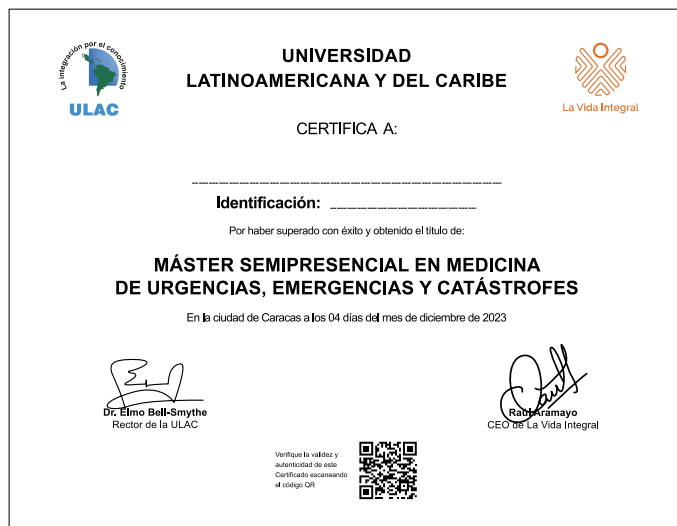 La integración por el conocimiento
ULAC
UNIVERSIDAD
LATINOAMERICANA Y DEL CARIBE
La Vida Integral
CERTIFICA A:
Identificación:
Por haber superado con éxito y obtenido el título de:
MÁSTER SEMIPRESENCIAL EN MEDICINA
DE URGENCIAS, EMERGENCIAS Y CATÁSTROFES
En la ciudad de Caracas a los 04 días del mes de diciembre de 2023
Dr. Elmo Bell-Smythe
Rector de la ULAC
Raúl Aramayo
CEO de La Vida Integral
Verifique la validez y
autenticidad de este
Certificado escaneando
el código QR